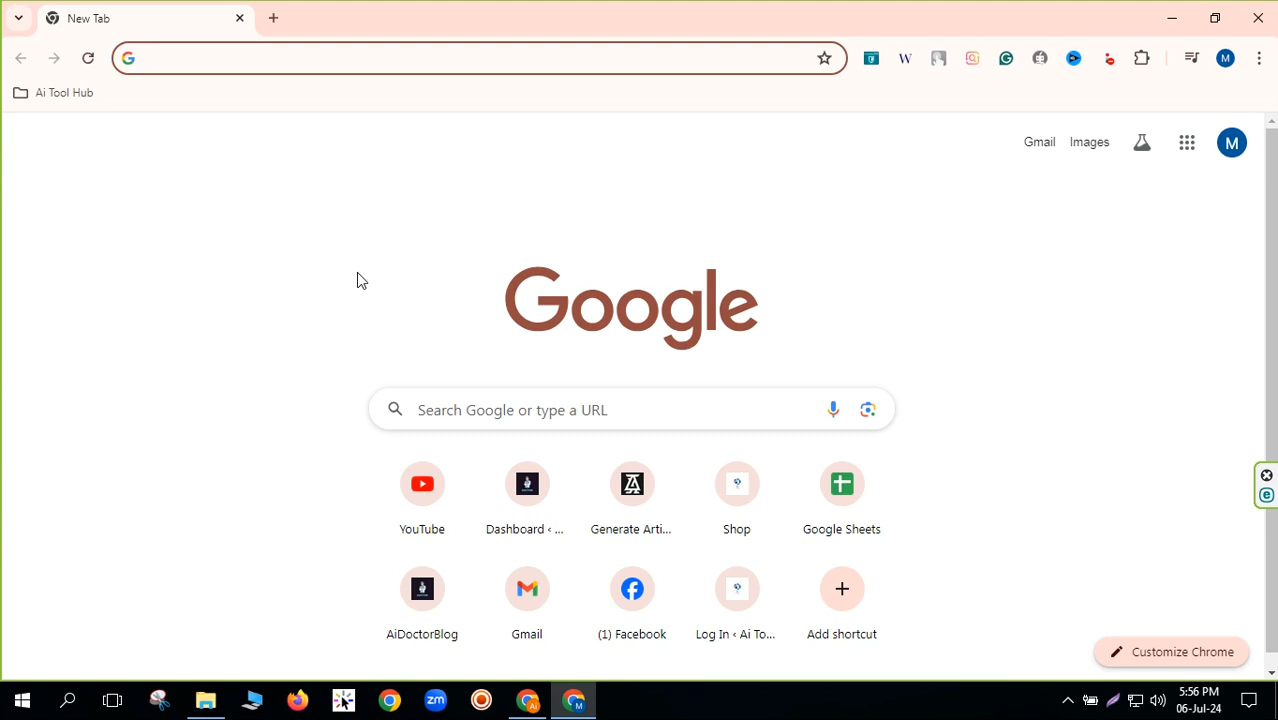 New Tab
Ai Tool Hub
M
Gmail Images
M
Google
Search Google or type a URL
YouTube
Dashboard ‹ ...
Generate Arti...
Shop
Google Sheets
AiDoctorBlog
Gmail
(1) Facebook
Log In ‹ Ai To...
Add shortcut
Customize Chrome
zm
Ai
M
5:56 PM
06-Jul-24